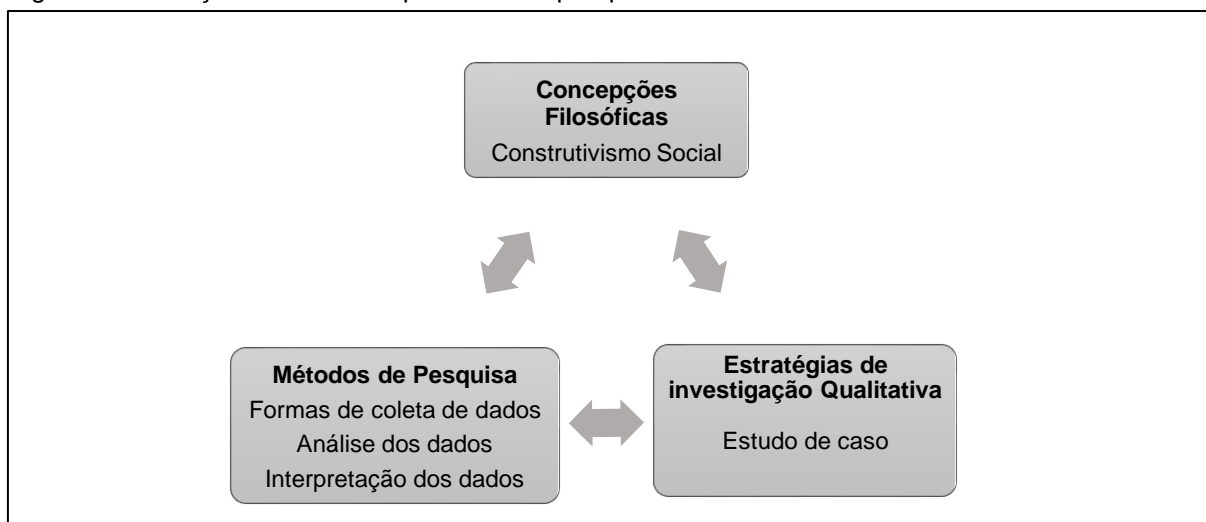 Concepções
Filosóficas
Construtivismo Social
Métodos de Pesquisa
Formas de coleta de dados
Análise dos dados
Interpretação dos dados
Estratégias de
investigação Qualitativa
Estudo de caso